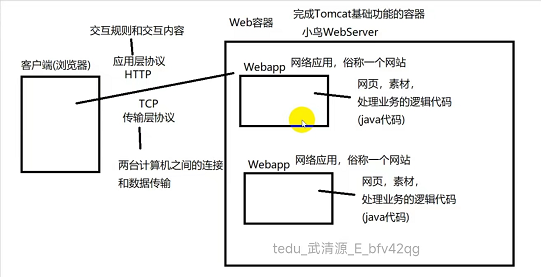 交互规则和交互内容
应用层协议
HTTP
客户端(浏览器)
TCP
传输层协议
两台计算机之间的连接
和数据传输
Web容器
完成Tomcat基础功能的容器
小鸟WebServer
Webapp 网络应用，俗称一个网站
网页，素材，
处理业务的逻辑代码
(java代码)
Webapp 网络应用，俗称一个网站
网页，素材，
处理业务的逻辑代码
(java代码)
tedu_武清源_E_bfv42qg